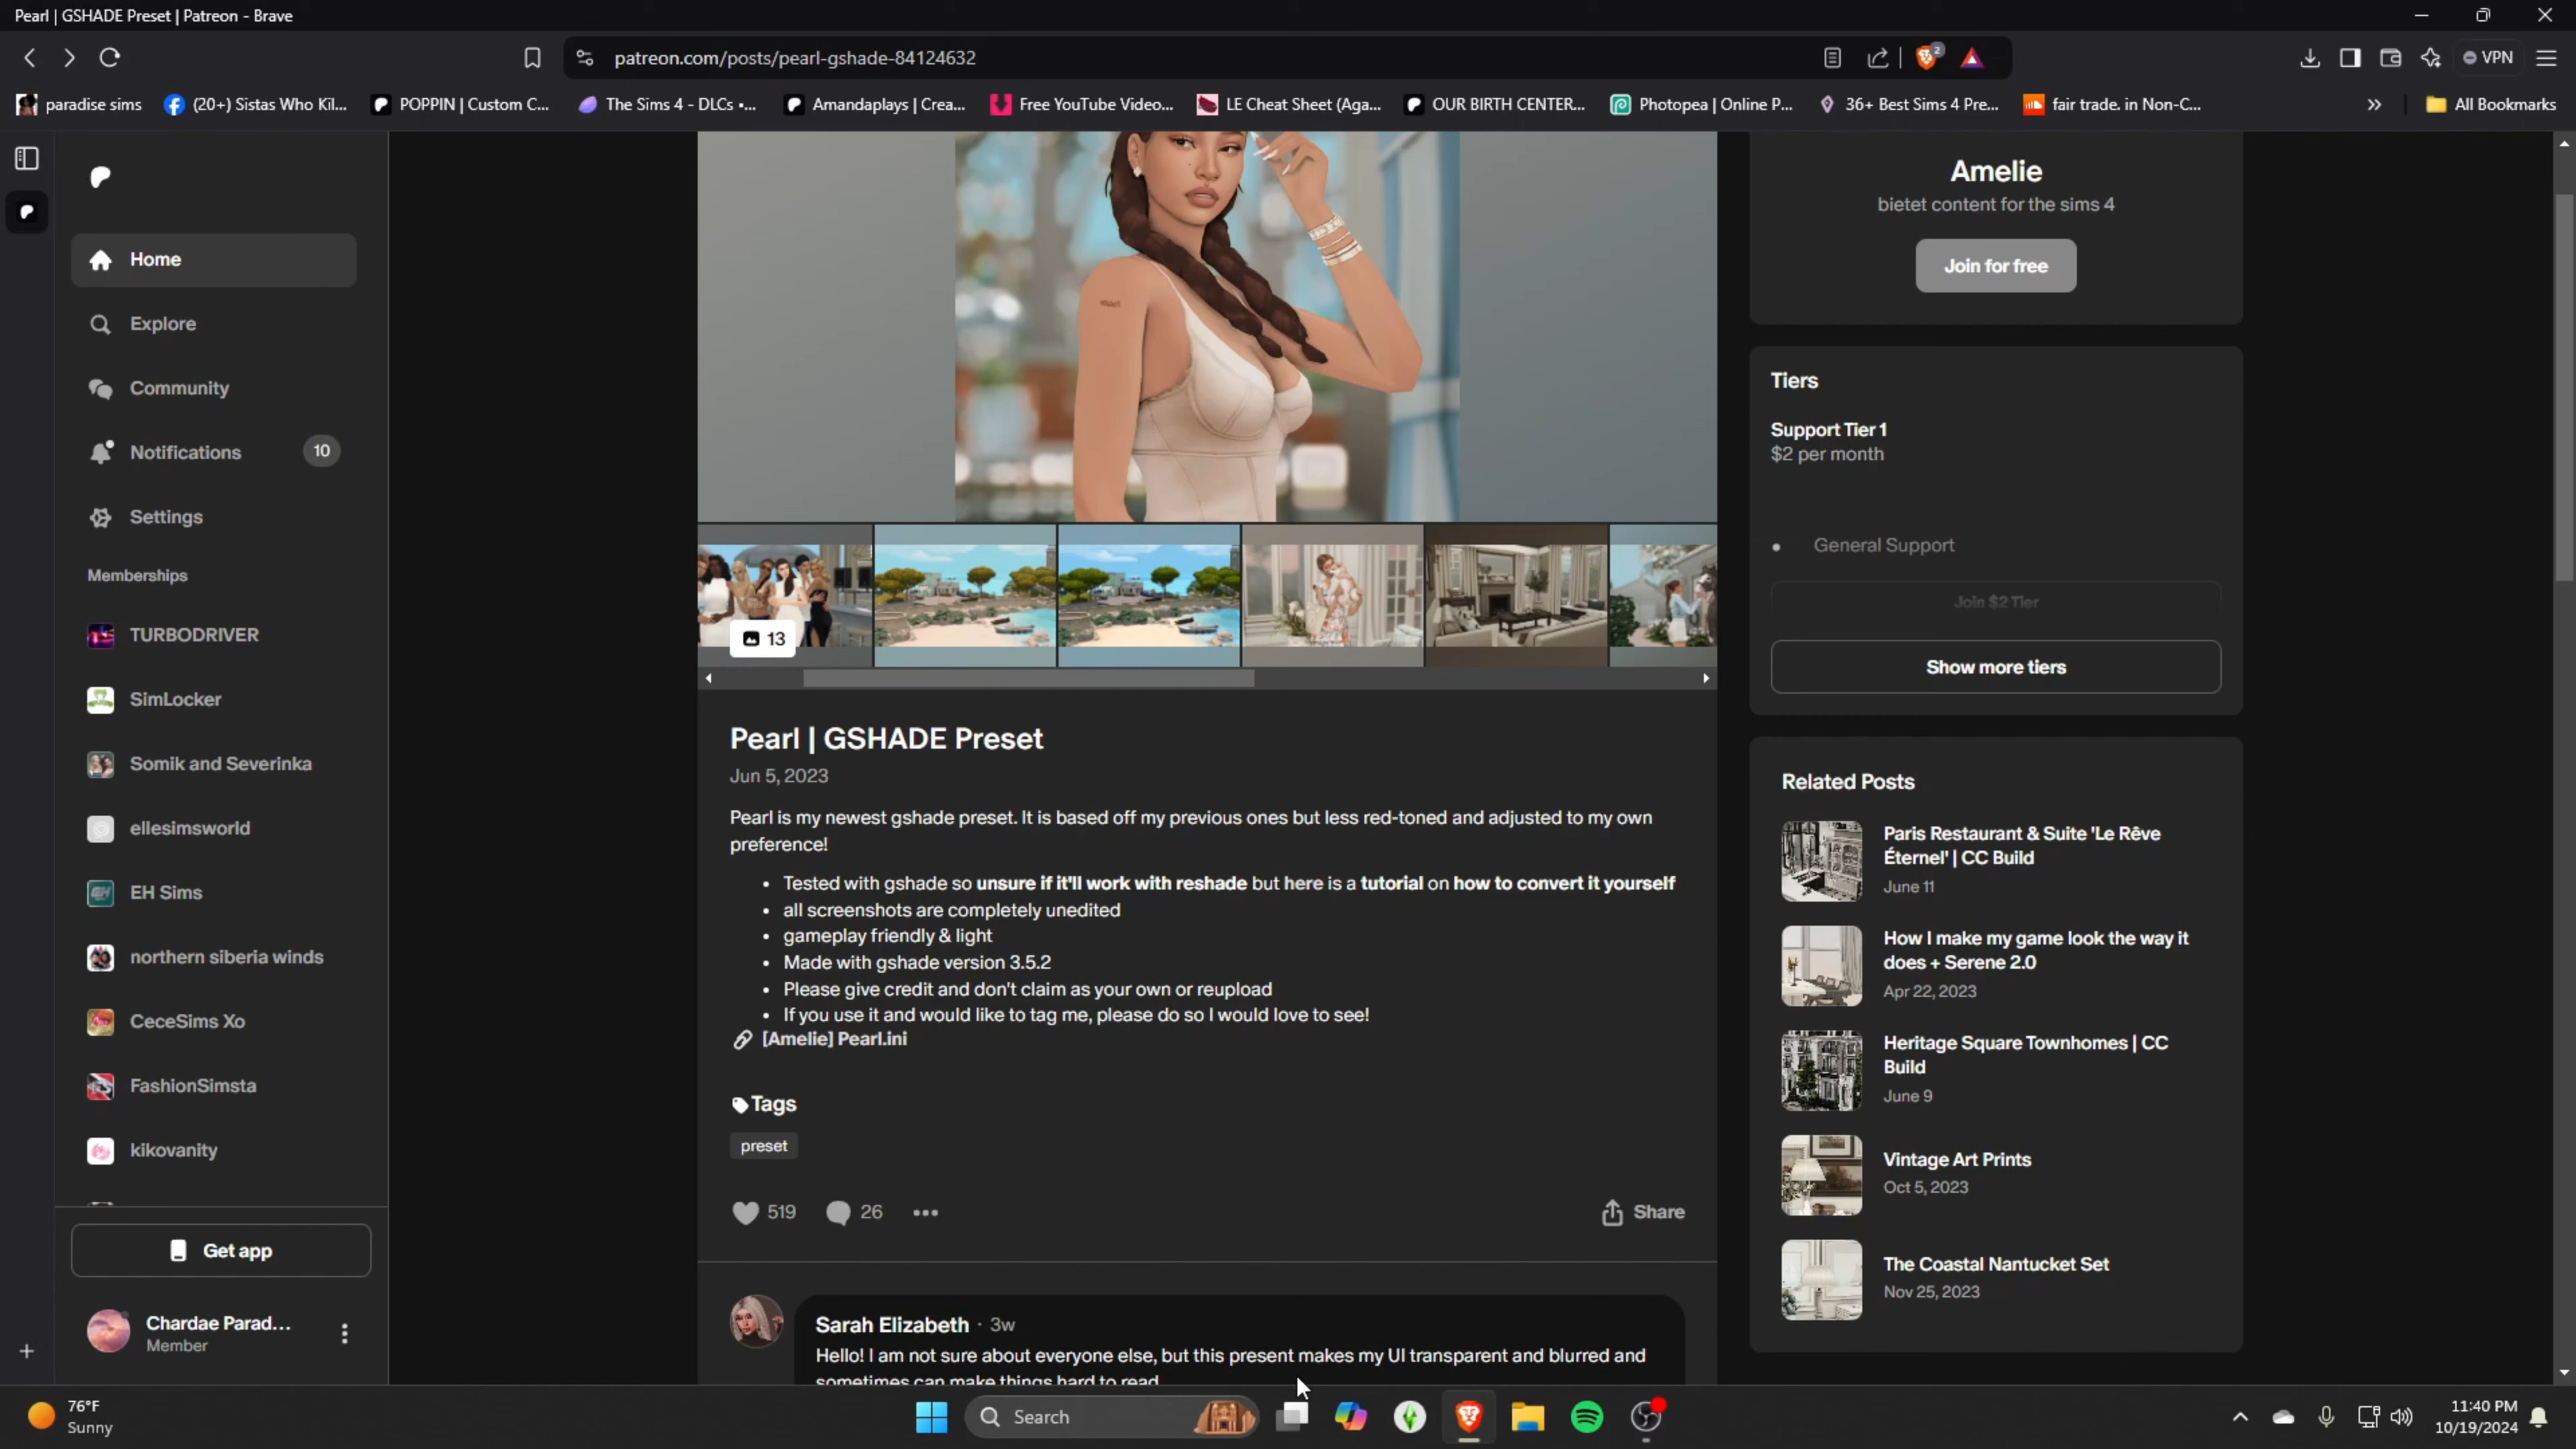 Pearl | GSHADE Preset | Patreon - Brave
patreon.com/posts/pearl-gshade-84124632
2
VPN
paradise sims
(20+) Sistas Who Kil...
POPPIN | Custom C...
The Sims 4 - DLCs •...
Amandaplays | Crea...
Free YouTube Video...
LE Cheat Sheet (Aga...
OUR BIRTH CENTER...
Photopea | Online P...
36+ Best Sims 4 Pre...
fair trade. in Non-C...
All Bookmarks
Home
Explore
Community
Notifications
10
Settings
Memberships
TURBODRIVER
SimLocker
Somik and Severinka
ellesimsworld
EH Sims
northern siberia winds
CeceSims Xo
FashionSimsta
kikovanity
Get app
Chardae Parad...
Member
13
Pearl | GSHADE Preset
Jun 5, 2023
Pearl is my newest gshade preset. It is based off my previous ones but less red-toned and adjusted to my own
preference!
• Tested with gshade so unsure if it'll work with reshade but here is a tutorial on how to convert it yourself
• all screenshots are completely unedited
• gameplay friendly & light
• Made with gshade version 3.5.2
• Please give credit and don't claim as your own or reupload
• If you use it and would like to tag me, please do so I would love to see!
[Amelie] Pearl.ini
Tags
preset
519
26
Share
Sarah Elizabeth · 3w
Hello! I am not sure about everyone else, but this present makes my UI transparent and blurred and
sometimes can make things hard to read
Amelie
bietet content for the sims 4
Join for free
Tiers
Support Tier 1
$2 per month
• General Support
Join $2 Tier
Show more tiers
Related Posts
Paris Restaurant & Suite 'Le Rêve
Éternel' | CC Build
June 11
How I make my game look the way it
does + Serene 2.0
Apr 22, 2023
Heritage Square Townhomes | CC
Build
June 9
Vintage Art Prints
Oct 5, 2023
The Coastal Nantucket Set
Nov 25, 2023
76°F
Sunny
Search
11:40 PM
10/19/2024